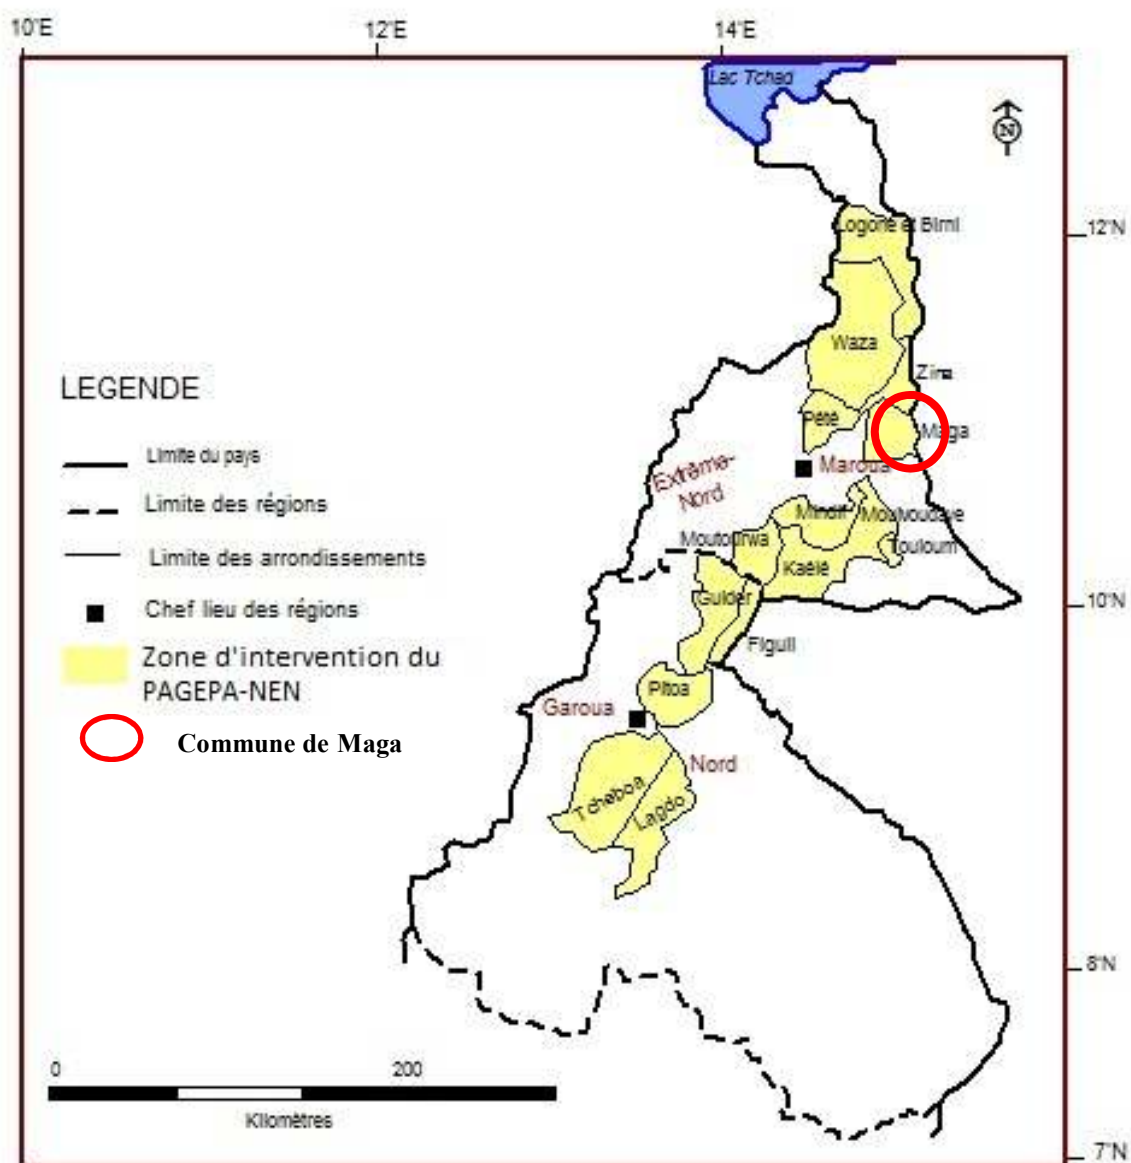 10°E
12°E
14°E
Lac Tchad
N
Logone et Birni
12°N
Waza
Zina
LEGENDE
Pété
Maga
Limite du pays
Maroua
Extrême-
Nord
Limite des régions
Mindif
Moulvoudaye
Moutourwa
Touloum
Limite des arrondissements
Kaélé
Guider
10°N
Chef lieu des régions
Figuil
Zone d'intervention du
PAGEPA-NEN
Pitoa
Garoua
Commune de Maga
Nord
Tcheboa
Lagdo
8°N
0
200
Kilomètres
7°N